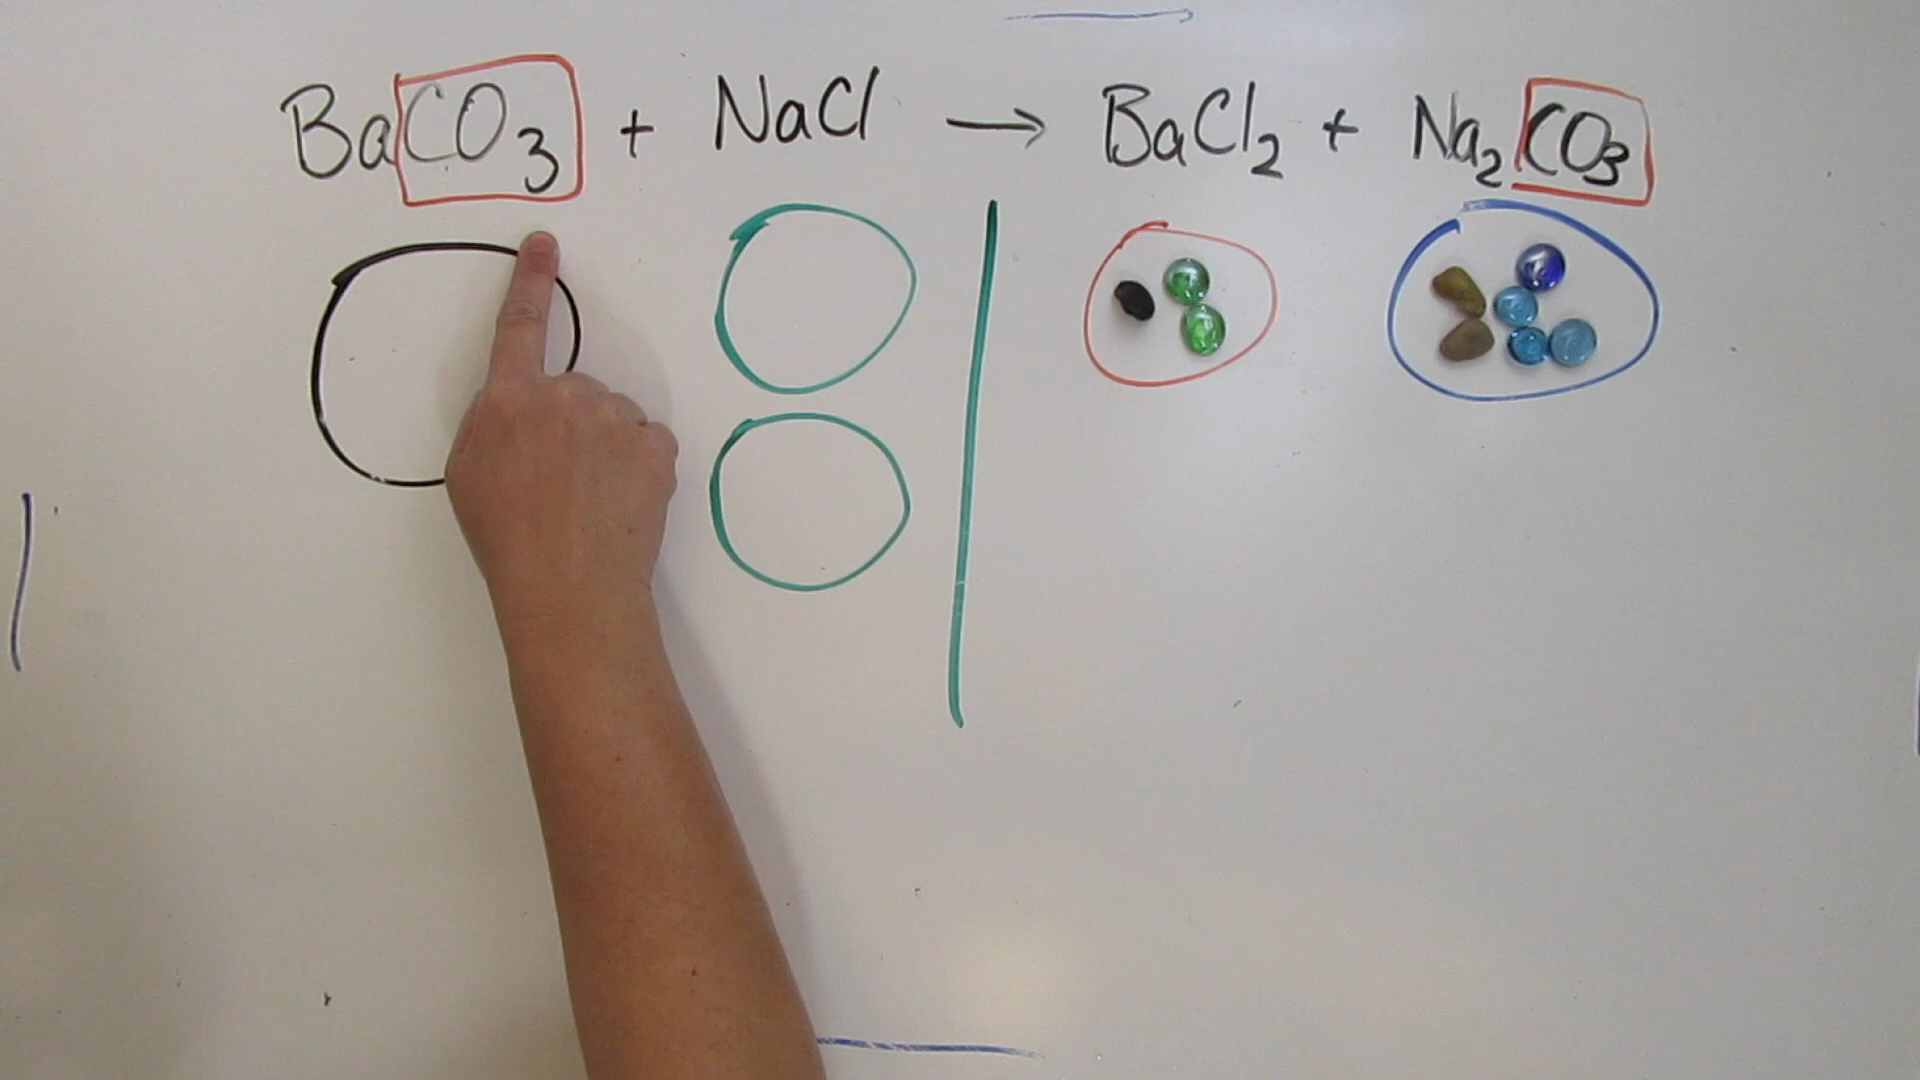 BaCO₃ + NaCl → BaCl₂ + Na₂CO₃